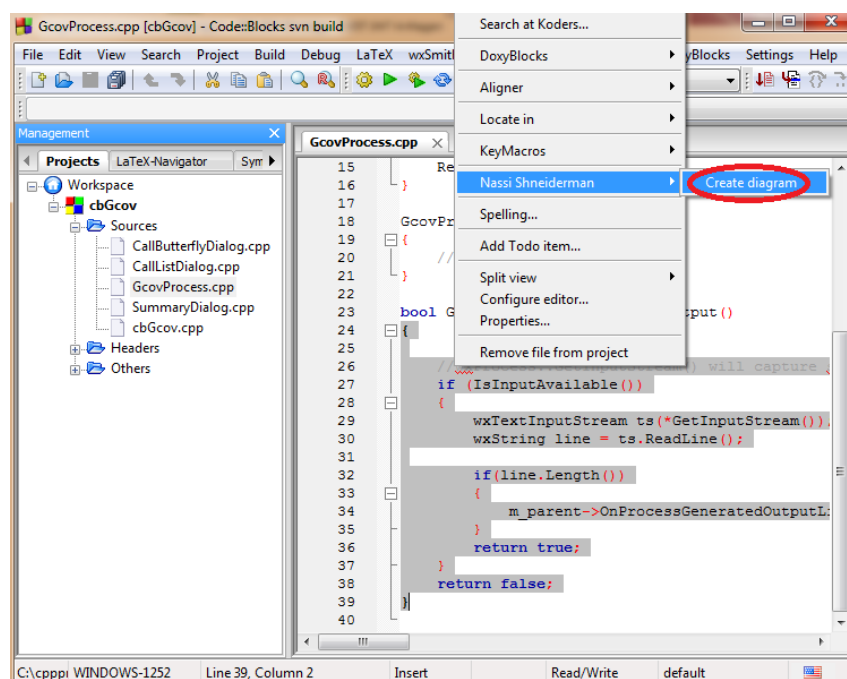 GcovProcess.cpp [cbGcov] - Code::Blocks svn build
File Edit View Search Project Build Debug LaTeX wxSmit
yBlocks Settings Help
Search at Koders...
DoxyBlocks
Aligner
Locate in
KeyMacros
Nassi Shneiderman
Create diagram
Spelling...
Add Todo item...
Split view
Configure editor...
Properties...
Remove file from project
Management
Projects LaTeX-Navigator Sym
Workspace
cbGcov
Sources
CallButterflyDialog.cpp
CallListDialog.cpp
GcovProcess.cpp
SummaryDialog.cpp
cbGcov.cpp
Headers
Others
GcovProcess.cpp
15 Re
16 }
17
18 GcovPr
19 {
20 //
21 }
22
23 bool G put()
24 {
25
26 // will capture
27 if (IsInputAvailable())
28 {
29 wxTextInputStream ts(*GetInputStream())
30 wxString line = ts.ReadLine();
31
32 if(line.Length())
33 {
34 m_parent->OnProcessGeneratedOutputL
35 }
36 return true;
37 }
38 return false;
39 }
40
C:\cpppr WINDOWS-1252 Line 39, Column 2 Insert Read/Write default